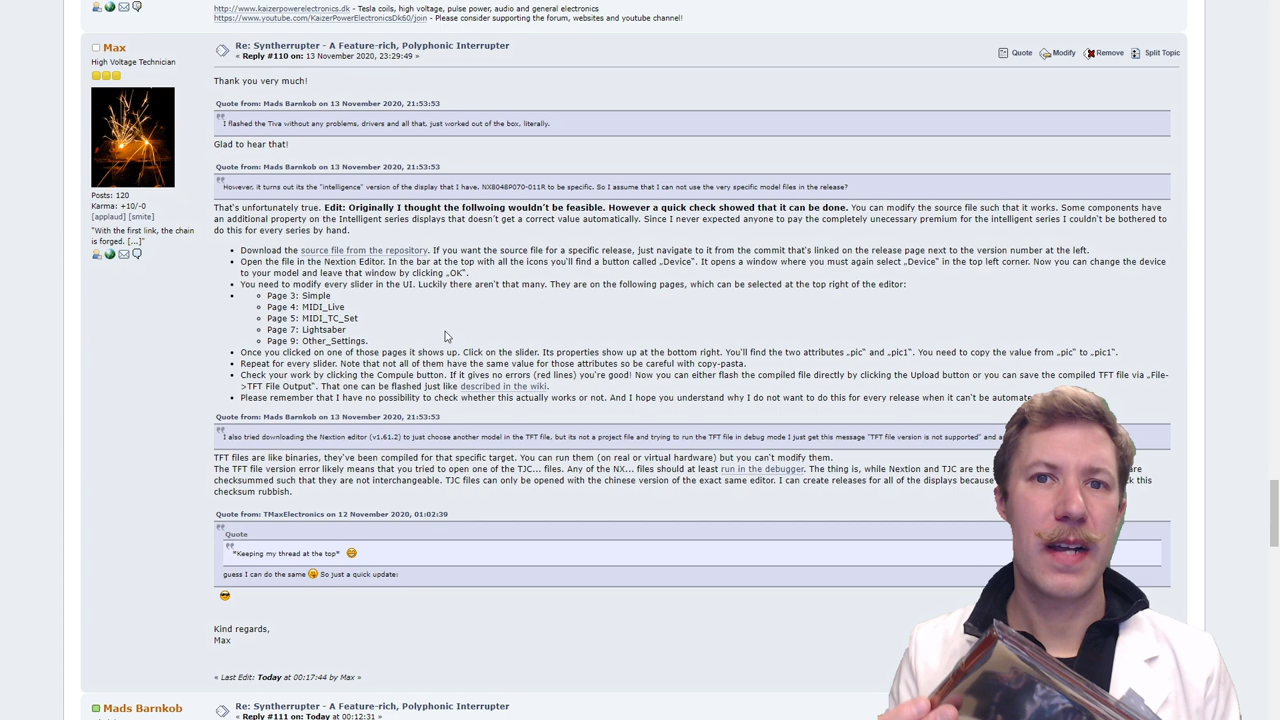 http://www.kaizerpowerelectronics.dk - Tesla coils, high voltage, pulse power, audio and general electronics
https://www.youtube.com/KaizerPowerElectronicsDk60/join - Please consider supporting the forum, websites and youtube channel!
Max
High Voltage Technician
Posts: 120
Karma: +10/-0
[applaud] [smite]
"With the first link, the chain
is forged. [...]"
Re: Syntherrupter - A Feature-rich, Polyphonic Interrupter
« Reply #110 on: 13 November 2020, 23:29:49 »
Quote Modify Remove Split Topic
Thank you very much!
Quote from: Mads Barnkob on 13 November 2020, 21:53:53
I flashed the Tiva without any problems, drivers and all that, just worked out of the box, literally.
Glad to hear that!
Quote from: Mads Barnkob on 13 November 2020, 21:53:53
However, it turns out its the "intelligence" version of the display that I have. NX8048P070-011R to be specific. So I assume that I can not use the very specific model files in the release?
That's unfortunately true. Edit: Originally I thought the follwoing wouldn't be feasible. However a quick check showed that it can be done. You can modify the source file such that it works. Some components have
an additional property on the Intelligent series displays that doesn't get a correct value automatically. Since I never expected anyone to pay the completely unecessary premium for the intelligent series I couldn't be bothered to
do this for every series by hand.
Download the source file from the repository. If you want the source file for a specific release, just navigate to it from the commit that's linked on the release page next to the version number at the left.
Open the file in the Nextion Editor. In the bar at the top with all the icons you'll find a button called „Device". It opens a window where you must again select „Device" in the top left corner. Now you can change the device
to your model and leave that window by clicking „OK".
You need to modify every slider in the UI. Luckily there aren't that many. They are on the following pages, which can be selected at the top right of the editor:
Page 3: Simple
Page 4: MIDI_Live
Page 5: MIDI_TC_Set
Page 7: Lightsaber
Page 9: Other_Settings.
Once you clicked on one of those pages it shows up. Click on the slider. Its properties show up at the bottom right. You'll find the two attributes „pic" and „pic1". You need to copy the value from „pic" to „pic1".
Repeat for every slider. Note that not all of them have the same value for those attributes so be careful with copy-pasta.
Check your work by clicking the Compule button. If it gives no errors (red lines) you're good! Now you can either flash the compiled file directly by clicking the Upload button or you can save the compiled TFT file via „File-
>TFT File Output". That one can be flashed just like described in the wiki.
Please remember that I have no possibility to check whether this actually works or not. And I hope you understand why I do not want to do this for every release when it can't be automate
Quote from: Mads Barnkob on 13 November 2020, 21:53:53
I also tried downloading the Nextion editor (v1.61.2) to just choose another model in the TFT file, but its not a project file and trying to run the TFT file in debug mode I just get this message "TFT file version is not supported" and
TFT files are like binaries, they've been compiled for that specific target. You can run them (on real or virtual hardware) but you can't modify them.
The TFT file version error likely means that you tried to open one of the TJC... files. Any of the NX... files should at least run in the debugger. The thing is, while Nextion and TJC are the are
checksummed such that they are not interchangeable. TJC files can only be opened with the chinese version of the exact same editor. I can create releases for all of the displays because this
checksum rubbish.
Quote from: TMaxElectronics on 12 November 2020, 01:02:39
Quote
*Keeping my thread at the top*
guess I can do the same So just a quick update:
Kind regards,
Max
« Last Edit: Today at 00:17:44 by Max »
Mads Barnkob
Re: Syntherrupter - A Feature-rich, Polyphonic Interrupter
« Reply #111 on: Today at 00:12:31 »